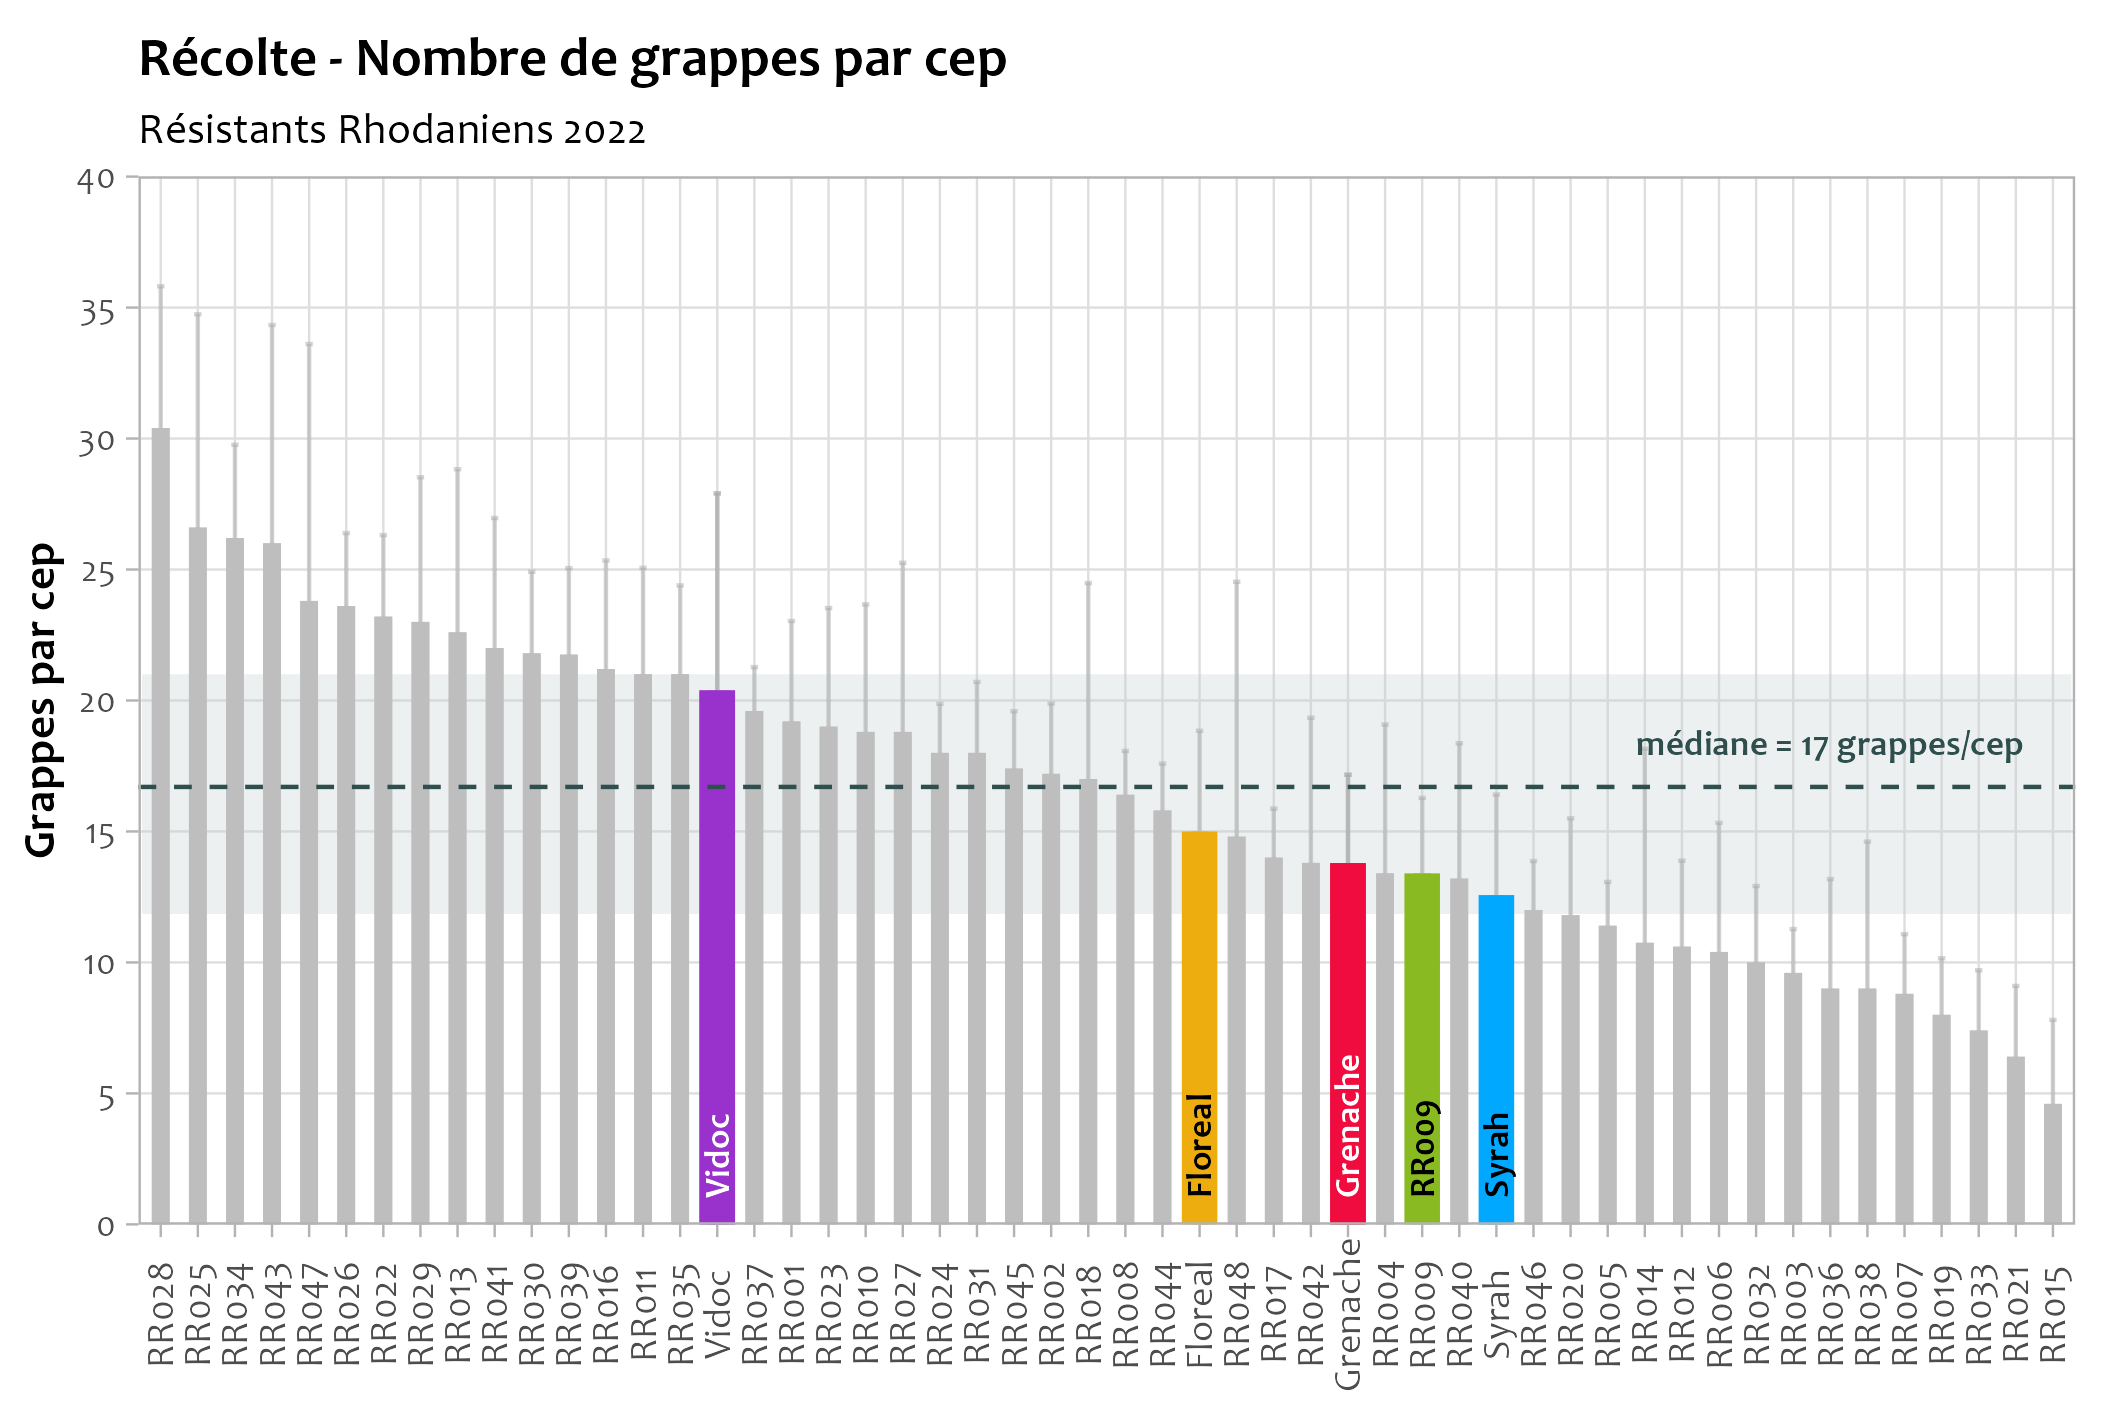 Récolte - Nombre de grappes par cep
Résistants Rhodaniens 2022
Grappes par cep
40
35
30
25
20
15
10
5
0
médiane = 17 grappes/cep
Vidoc
Floreal
Grenache
RR009
Syrah
RR028
RR025
RR034
RR043
RR047
RR026
RR022
RR029
RR013
RR041
RR030
RR039
RR016
RR011
RR035
Vidoc
RR037
RR001
RR023
RR010
RR027
RR024
RR031
RR045
RR002
RR018
RR008
RR044
Floreal
RR048
RR017
RR042
Grenache
RR004
RR009
RR040
Syrah
RR046
RR020
RR005
RR014
RR012
RR006
RR032
RR003
RR036
RR038
RR007
RR019
RR033
RR021
RR015